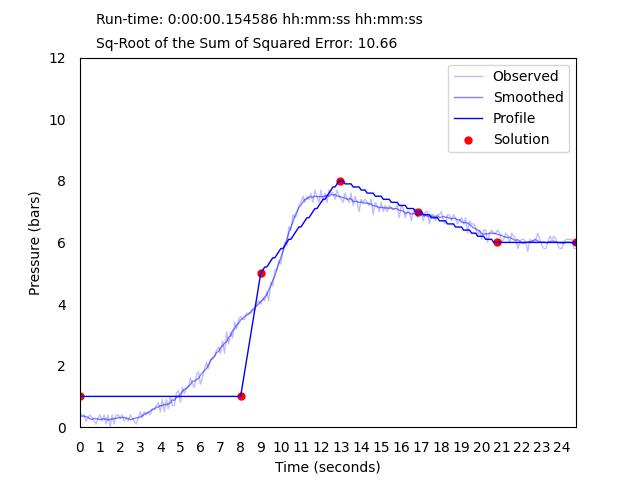 Run-time: 0:00:00.154586 hh:mm:ss hh:mm:ss
Sq-Root of the Sum of Squared Error: 10.66
Observed
Smoothed
Profile
Solution
12
10
8
6
4
2
0
Pressure (bars)
0 1 2 3 4 5 6 7 8 9 10 11 12 13 14 15 16 17 18 19 20 21 22 23 24
Time (seconds)